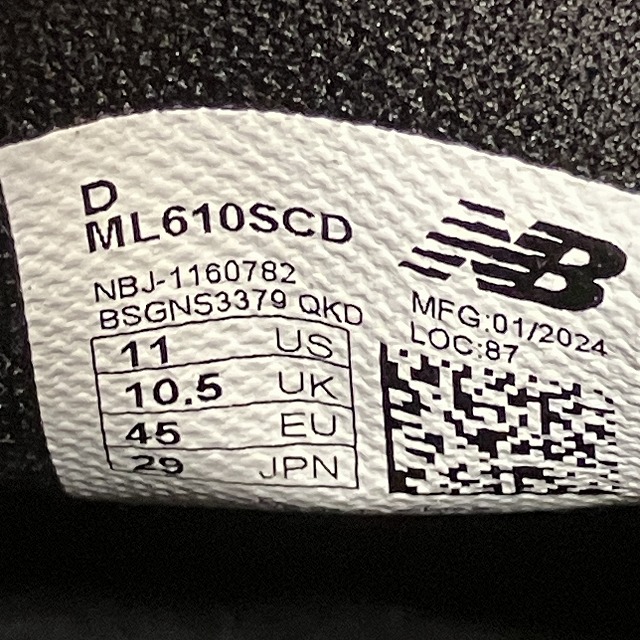 D
ML610SCD
NBJ-1160782
BSGNS3379 QKD
11 US
10.5 UK
45 EU
29 JPN
NB
MFG:01/2024
LOC:87